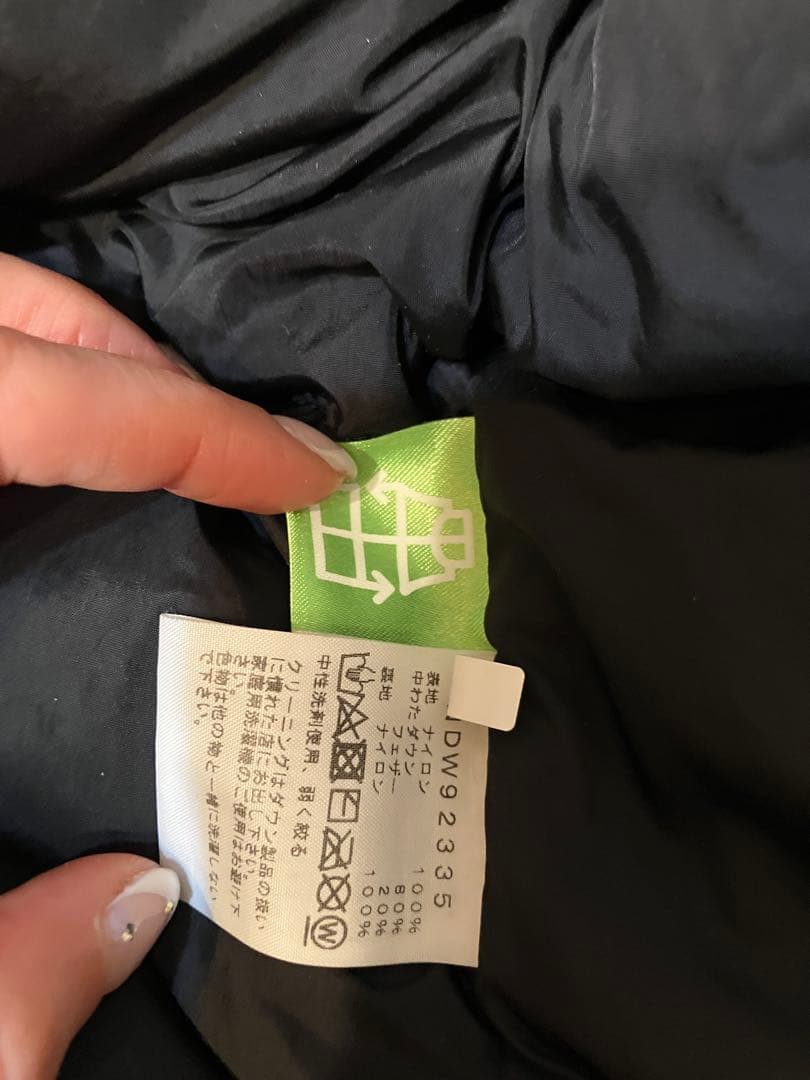 NDW92335
表地 ナイロン 100%
中わた ダウン 80%
フェザー 20%
裏地 ナイロン 100%
W
中性洗剤使用、弱く絞る
クリーニングはダウン製品の扱い
に慣れた店にお出し下さい。
家庭用洗濯機のご使用はお避け下
さい。
色物は他の物と一緒に洗濯しない
で下さい。